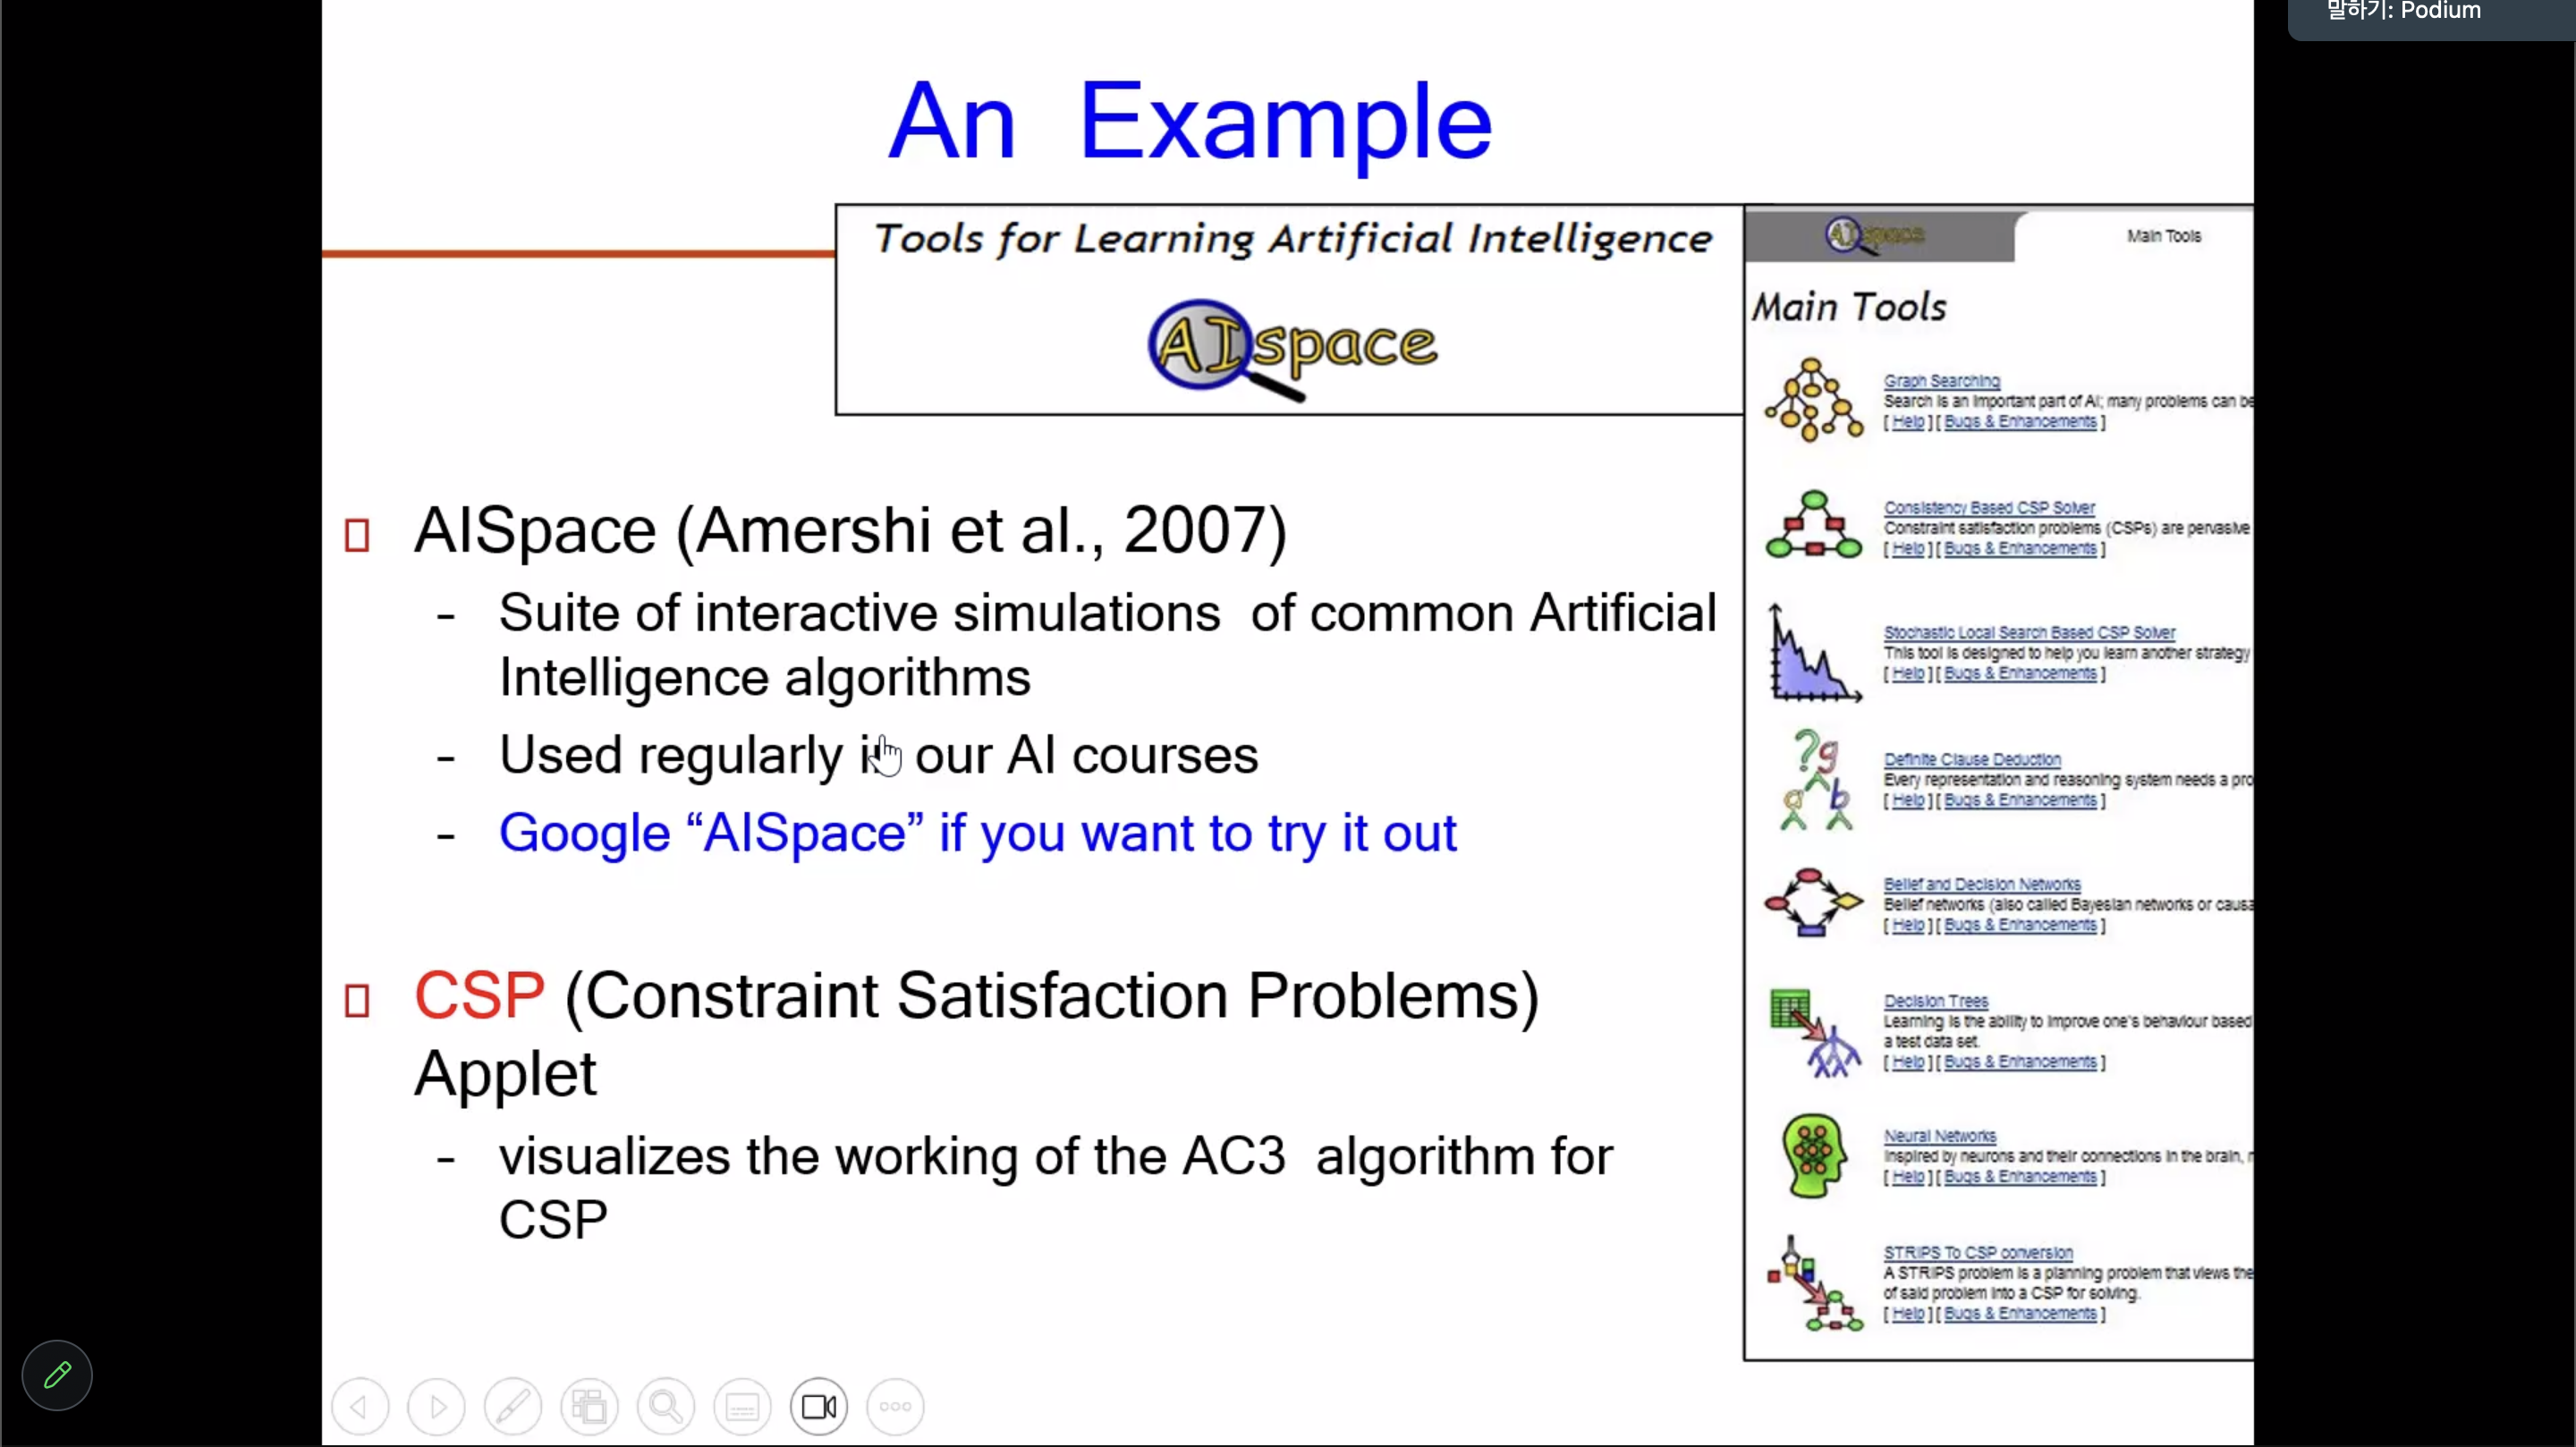 말하기: Podium
An Example
Tools for Learning Artificial Intelligence
AIspace
AISpace (Amershi et al., 2007)
- Suite of interactive simulations of common Artificial
Intelligence algorithms
- Used regularly in our AI courses
- Google “AISpace” if you want to try it out
CSP (Constraint Satisfaction Problems)
Applet
- visualizes the working of the AC3 algorithm for
CSP
AIspace
Main Tools
Main Tools
Graph Searching
Search is an important part of AI; many problems can be
[ Help ] [ Bugs & Enhancements ]
Consistency Based CSP Solver
Constraint satisfaction problems (CSPs) are pervasive
[ Help ] [ Bugs & Enhancements ]
Stochastic Local Search Based CSP Solver
This tool is designed to help you learn another strategy
[ Help ] [ Bugs & Enhancements ]
Definite Clause Deduction
Every representation and reasoning system needs a pro
[ Help ] [ Bugs & Enhancements ]
Belief and Decision Networks
Belief networks (also called Bayesian networks or causa
[ Help ] [ Bugs & Enhancements ]
Decision Trees
Learning is the ability to improve one's behaviour based
a test data set.
[ Help ] [ Bugs & Enhancements ]
Neural Networks
Inspired by neurons and their connections in the brain,
[ Help ] [ Bugs & Enhancements ]
STRIPS To CSP conversion
A STRIPS problem is a planning problem that views the
of said problem into a CSP for solving.
[ Help ] [ Bugs & Enhancements ]